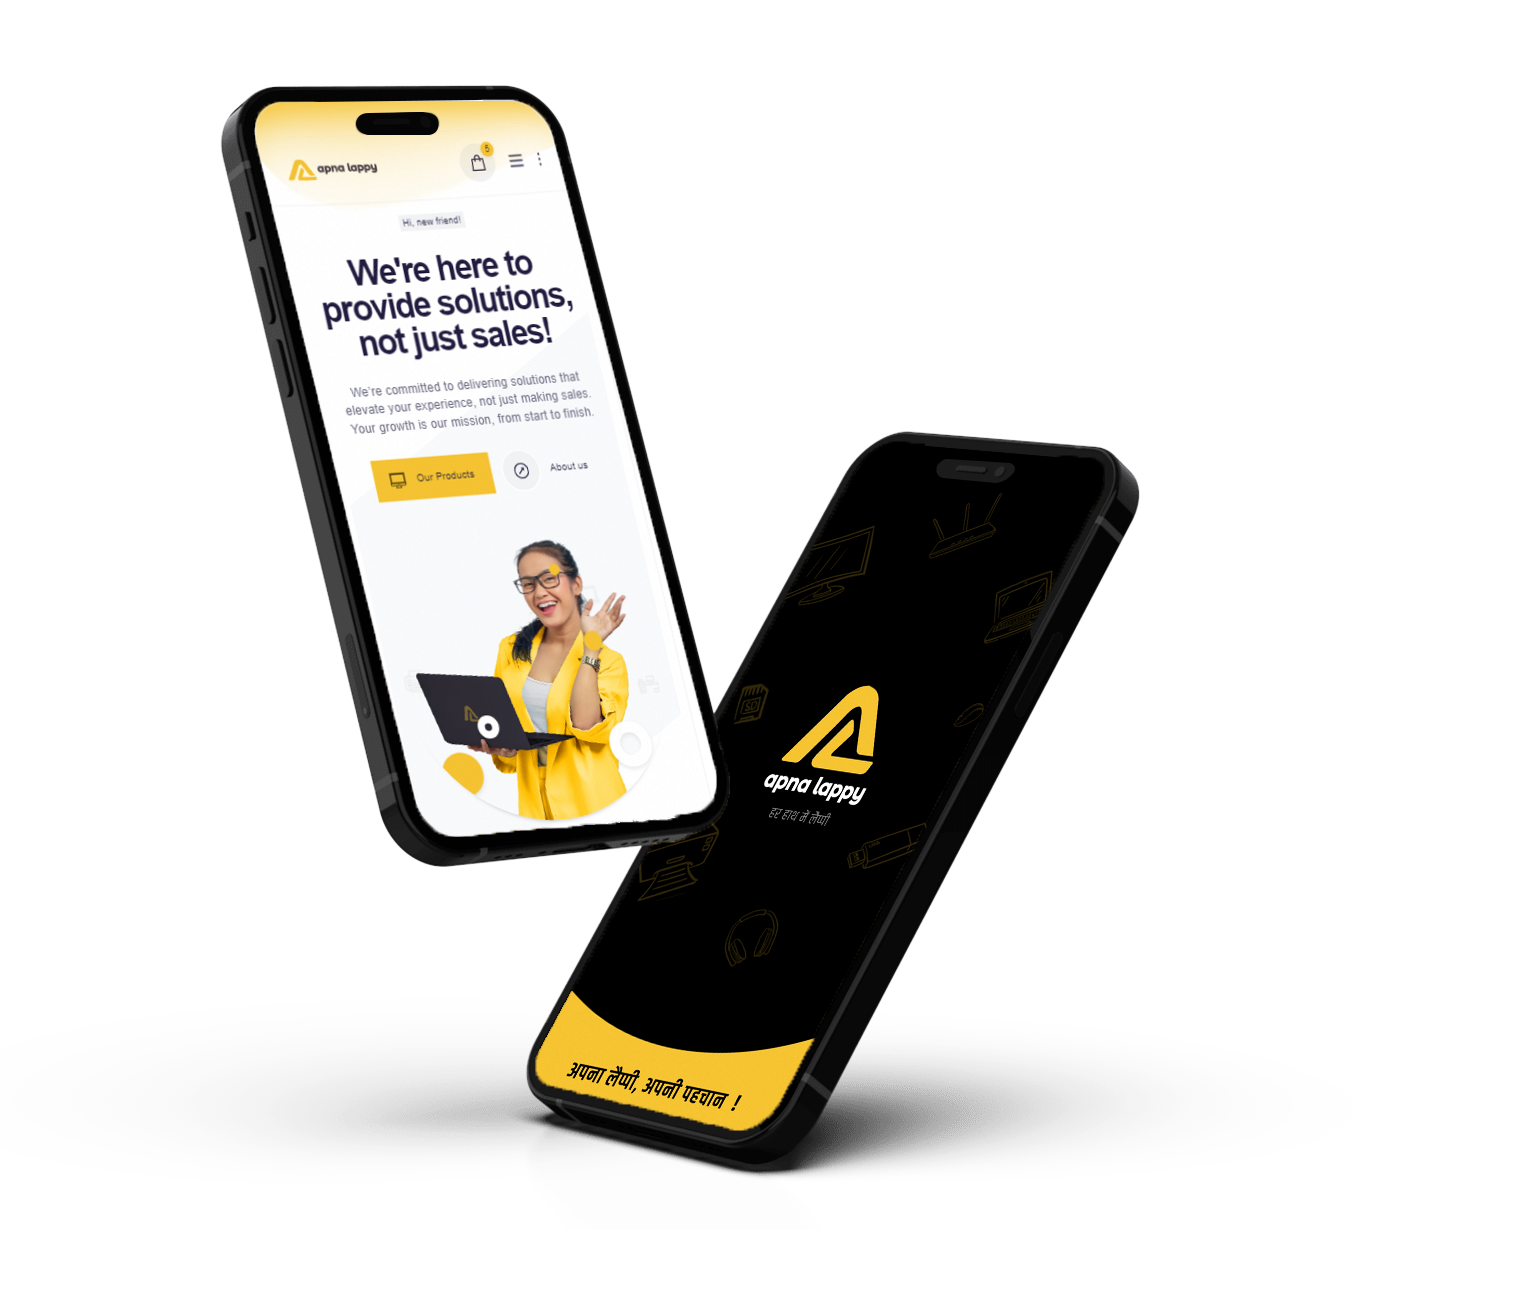 apna lappy
5
Hi, new friend!
We're here to
provide solutions,
not just sales!
We're committed to delivering solutions that
elevate your experience, not just making sales.
Your growth is our mission, from start to finish.
Our Products
About us
SD
apna lappy
हर हाथ में लैप्पी
अपना लैप्पी, अपनी पहचान !